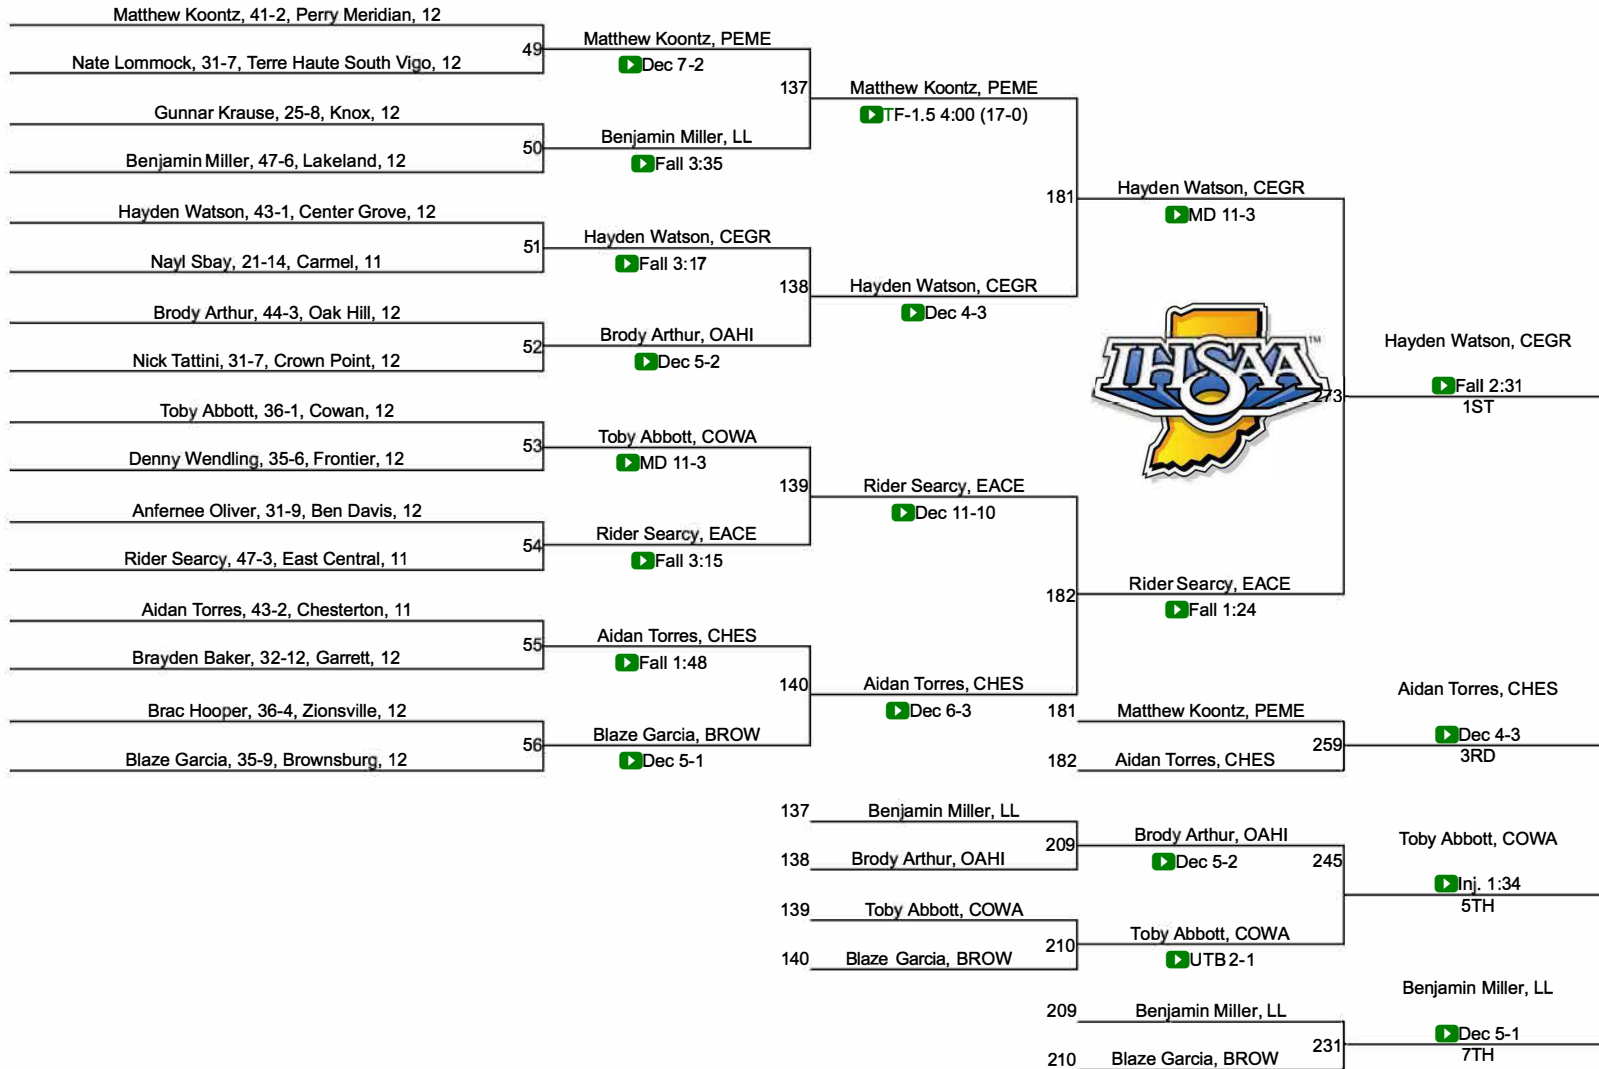 Matthew Koontz, 41-2, Perry Meridian, 12
49
Nate Lommock, 31-7, Terre Haute South Vigo, 12
Matthew Koontz, PEME
Dec 7-2
137
Gunnar Krause, 25-8, Knox, 12
50
Benjamin Miller, 47-6, Lakeland, 12
Benjamin Miller, LL
Fall 3:35
Matthew Koontz, PEME
TF-1.5 4:00 (17-0)
181
Hayden Watson, 43-1, Center Grove, 12
51
Nayl Sbay, 21-14, Carmel, 11
Hayden Watson, CEGR
Fall 3:17
138
Brody Arthur, 44-3, Oak Hill, 12
52
Nick Tattini, 31-7, Crown Point, 12
Brody Arthur, OAHI
Dec 5-2
Hayden Watson, CEGR
Dec 4-3
Hayden Watson, CEGR
MD 11-3
IHSAA
TM
273
Hayden Watson, CEGR
Fall 2:31
1ST
Toby Abbott, 36-1, Cowan, 12
53
Denny Wendling, 35-6, Frontier, 12
Toby Abbott, COWA
MD 11-3
139
Anfernee Oliver, 31-9, Ben Davis, 12
54
Rider Searcy, 47-3, East Central, 11
Rider Searcy, EACE
Fall 3:15
Rider Searcy, EACE
Dec 11-10
182
Rider Searcy, EACE
Fall 1:24
Aidan Torres, 43-2, Chesterton, 11
55
Brayden Baker, 32-12, Garrett, 12
Aidan Torres, CHES
Fall 1:48
140
Brac Hooper, 36-4, Zionsville, 12
56
Blaze Garcia, 35-9, Brownsburg, 12
Blaze Garcia, BROW
Dec 5-1
Aidan Torres, CHES
Dec 6-3
181
Matthew Koontz, PEME
259
182
Aidan Torres, CHES
Aidan Torres, CHES
Dec 4-3
3RD
137
Benjamin Miller, LL
209
138
Brody Arthur, OAHI
Brody Arthur, OAHI
Dec 5-2
245
139
Toby Abbott, COWA
210
140
Blaze Garcia, BROW
Toby Abbott, COWA
UTB 2-1
Toby Abbott, COWA
Inj. 1:34
5TH
209
Benjamin Miller, LL
231
210
Blaze Garcia, BROW
Benjamin Miller, LL
Dec 5-1
7TH